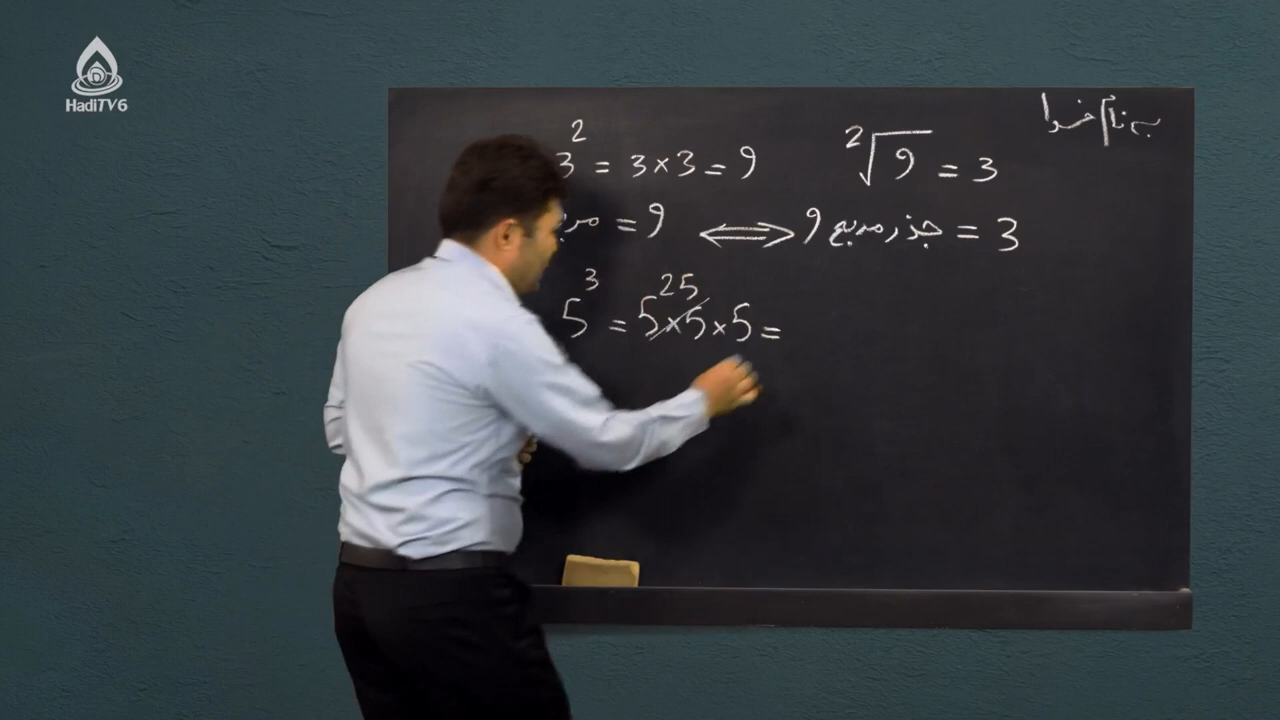 HadiTV6
به نام خدا
3² = 3×3 = 9
²√9 = 3
= 9 ⟺ جذر مربع 9 = 3
25
5³ = 5×5×5 =